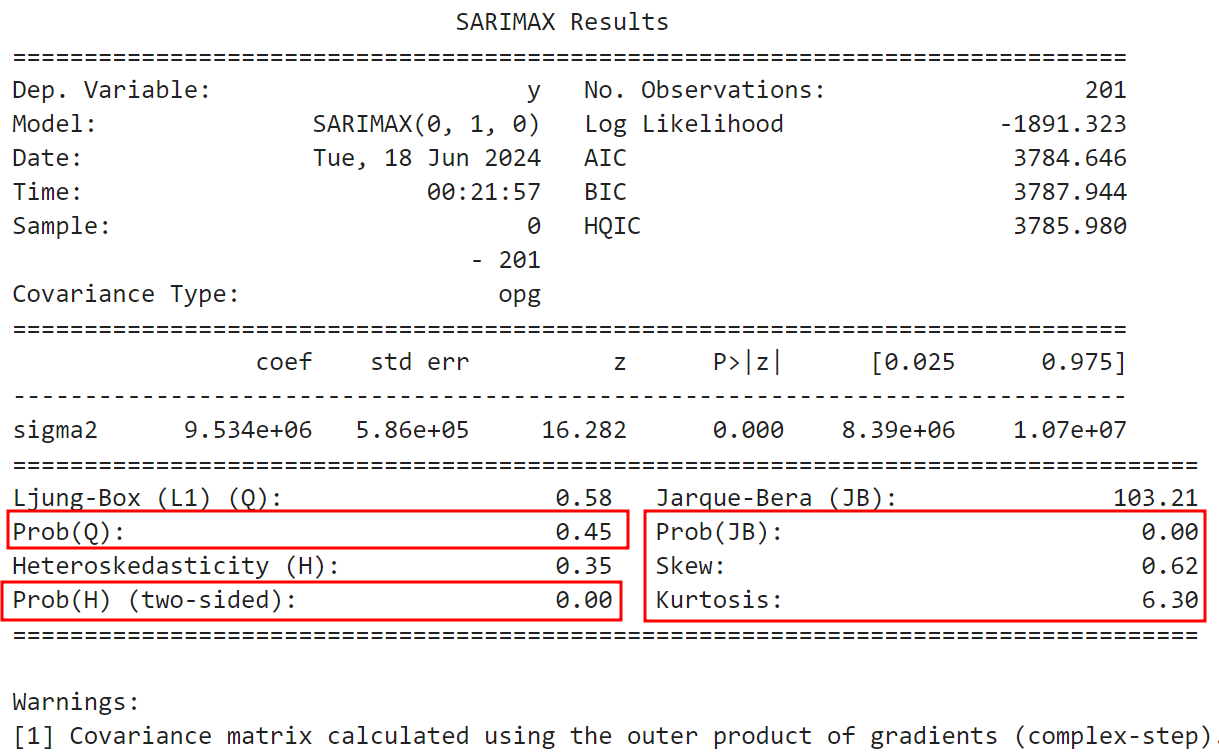 SARIMAX Results
==============================================================================
Dep. Variable: y No. Observations: 201
Model: SARIMAX(0, 1, 0) Log Likelihood -1891.323
Date: Tue, 18 Jun 2024 AIC 3784.646
Time: 00:21:57 BIC 3787.944
Sample: 0 HQIC 3785.980
- 201
Covariance Type: opg
==============================================================================
coef std err z P>|z| [0.025 0.975]
------------------------------------------------------------------------------
sigma2 9.534e+06 5.86e+05 16.282 0.000 8.39e+06 1.07e+07
===================================================================================
Ljung-Box (L1) (Q): 0.58 Jarque-Bera (JB): 103.21
Prob(Q): 0.45 Prob(JB): 0.00
Heteroskedasticity (H): 0.35 Skew: 0.62
Prob(H) (two-sided): 0.00 Kurtosis: 6.30
===================================================================================
Warnings:
[1] Covariance matrix calculated using the outer product of gradients (complex-step).